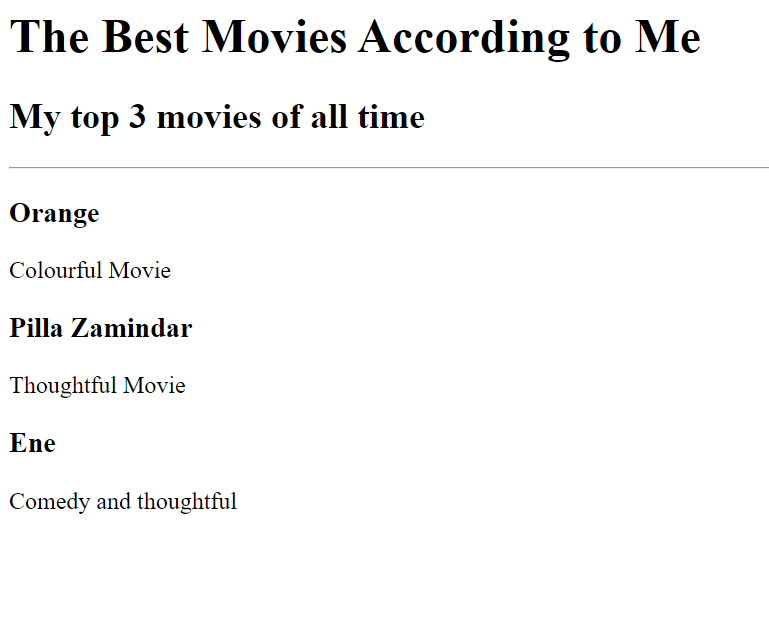 The Best Movies According to Me
My top 3 movies of all time
Orange
Colourful Movie
Pilla Zamindar
Thoughtful Movie
Ene
Comedy and thoughtful